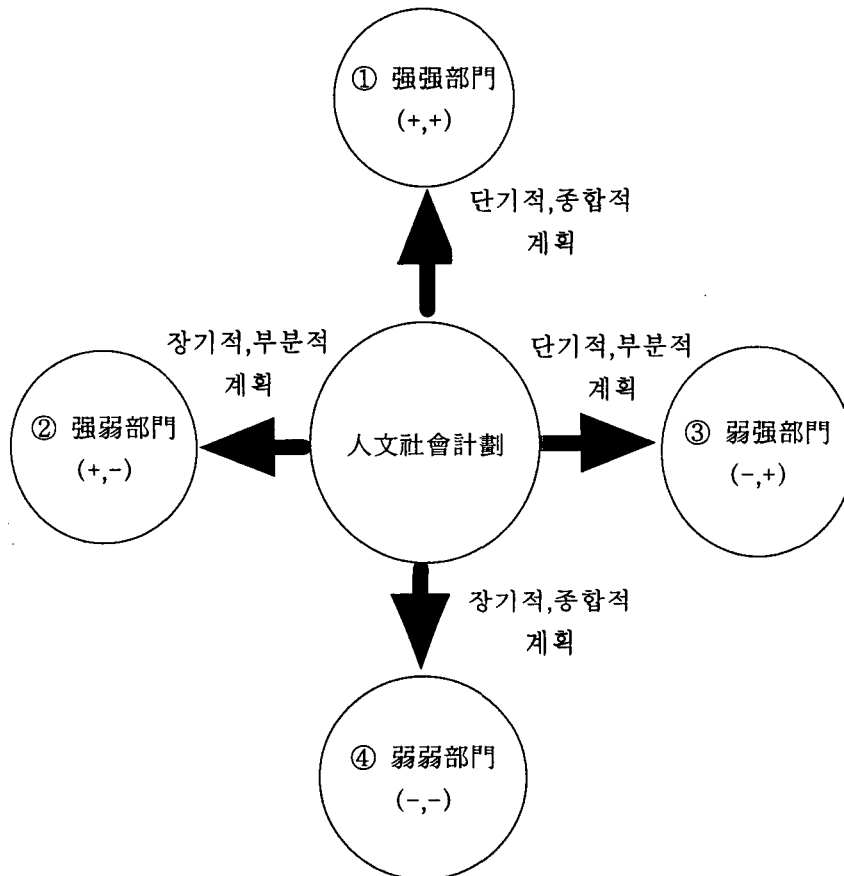 ① 强强部門
(+,+)
단기적,종합적
계획
장기적,부분적
계획
단기적,부분적
계획
② 强弱部門
(+,-)
人文社會計劃
③ 弱强部門
(-,+)
장기적,종합적
계획
④ 弱弱部門
(-,-)